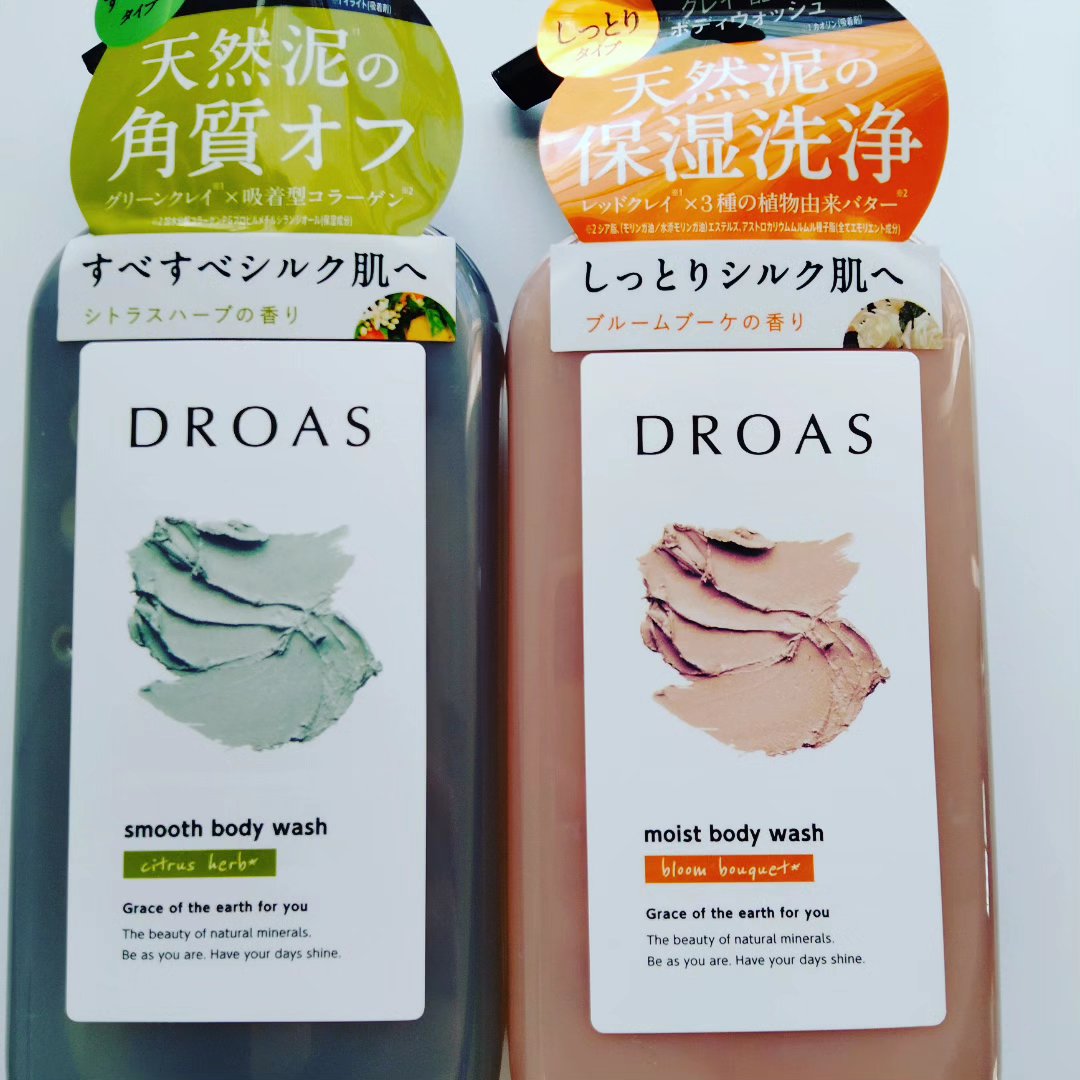 タイプ
天然泥の
角質オフ
グリーンクレイ※1×吸着型コラーゲン※2
すべすべシルク肌へ
シトラスハーブの香り
DROAS
smooth body wash
citrus herb*
Grace of the earth for you
The beauty of natural minerals.
Be as you are. Have your days shine.
しっとり
タイプ
ボディウォッシュ
天然泥の
保湿洗浄
レッドクレイ※1×3種の植物由来バター※2
しっとりシルク肌へ
ブルームブーケの香り
DROAS
moist body wash
bloom bouquet*
Grace of the earth for you
The beauty of natural minerals.
Be as you are. Have your days shine.